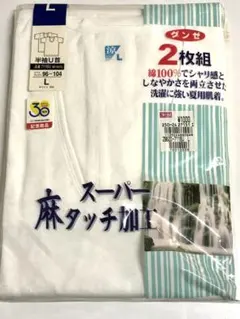 L
半袖U首
96-104
L
涼
L
グンゼ
2枚組
綿100%でシャリ感と
しなやかさを両立させた
洗濯に強い夏用肌着。
¥1000
スーパー
麻タッチ加工